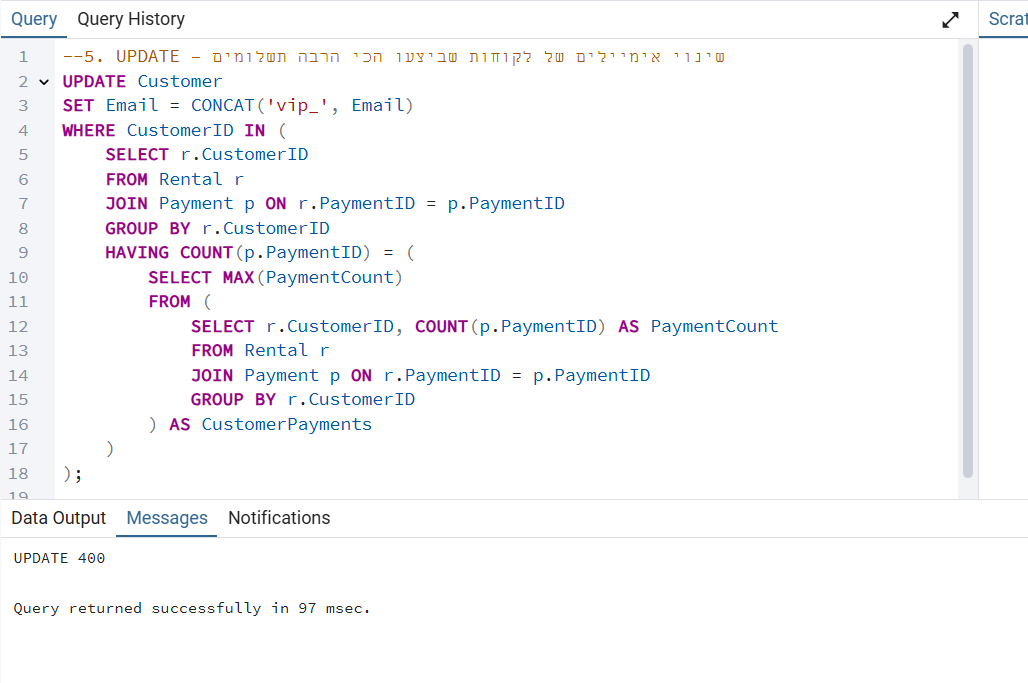 Query Query History Scrat
1 --5. UPDATE – שינוי אימיילים של לקוחות שביצעו הכי הרבה תשלומים
2 UPDATE Customer
3 SET Email = CONCAT('vip_', Email)
4 WHERE CustomerID IN (
5 SELECT r.CustomerID
6 FROM Rental r
7 JOIN Payment p ON r.PaymentID = p.PaymentID
8 GROUP BY r.CustomerID
9 HAVING COUNT(p.PaymentID) = (
10 SELECT MAX(PaymentCount)
11 FROM (
12 SELECT r.CustomerID, COUNT(p.PaymentID) AS PaymentCount
13 FROM Rental r
14 JOIN Payment p ON r.PaymentID = p.PaymentID
15 GROUP BY r.CustomerID
16 ) AS CustomerPayments
17 )
18 );
19
Data Output Messages Notifications
UPDATE 400
Query returned successfully in 97 msec.